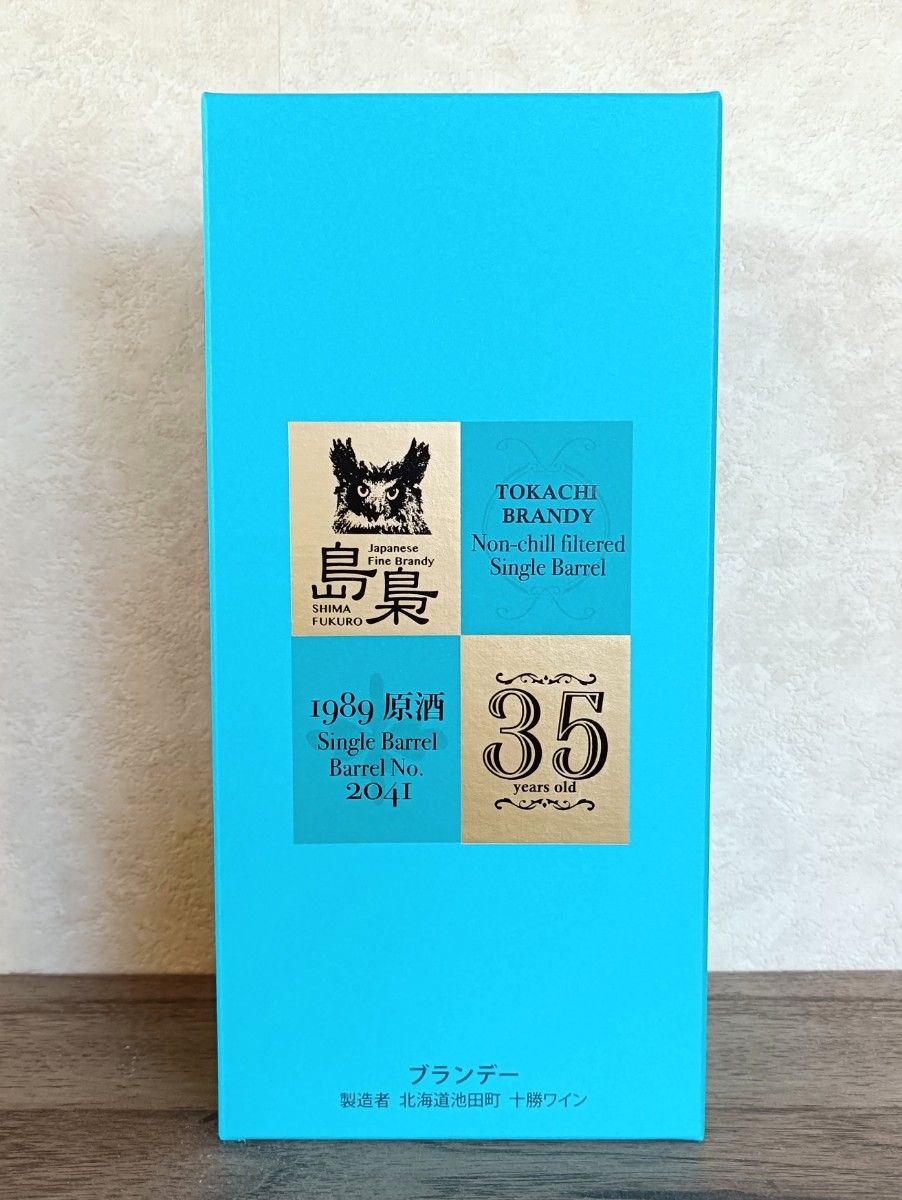 Japanese
Fine Brandy
島梟
SHIMA
FUKURO
TOKACHI
BRANDY
Non-chill filtered
Single Barrel
1989 原酒
Single Barrel
Barrel No.
2041
35
years old
ブランデー
製造者 北海道池田町 十勝ワイン